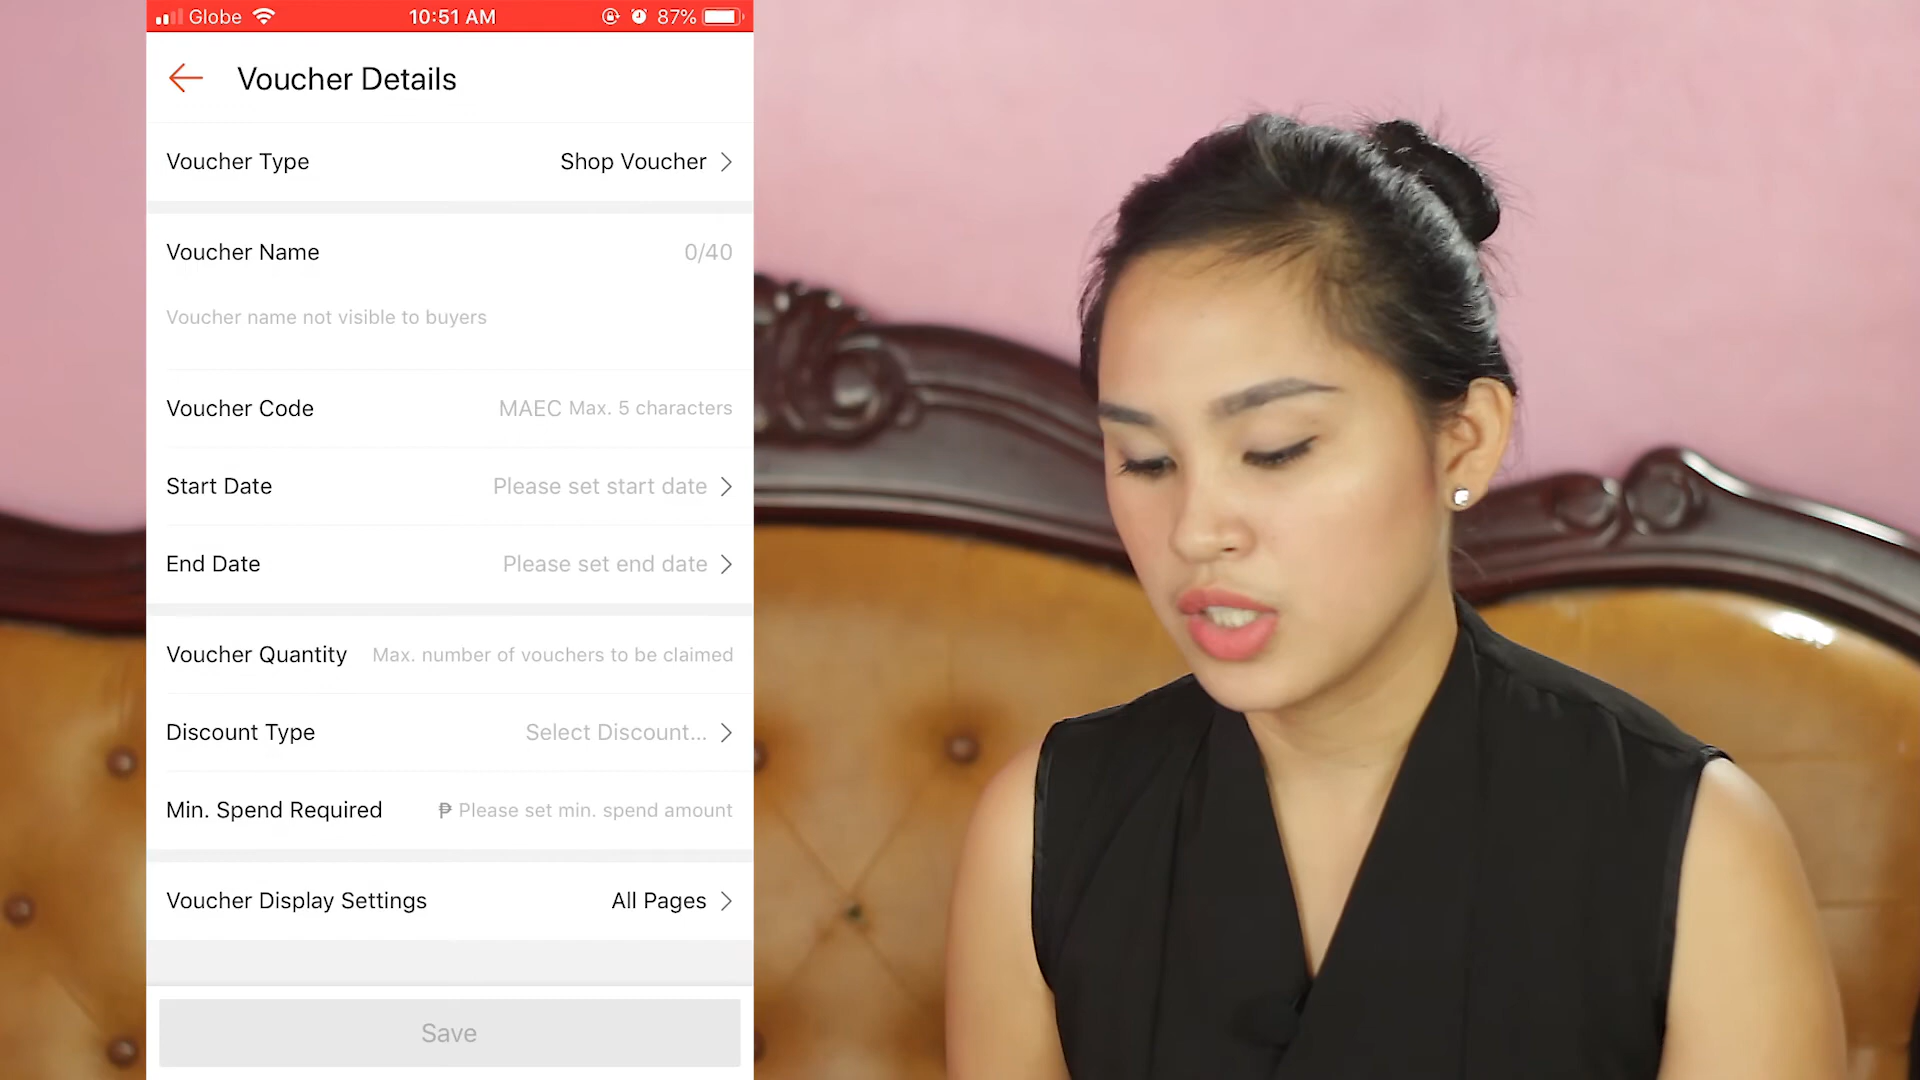 Globe 10:51 AM 87%
Voucher Details
Voucher Type Shop Voucher
Voucher Name 0/40
Voucher name not visible to buyers
Voucher Code MAEC Max. 5 characters
Start Date Please set start date
End Date Please set end date
Voucher Quantity Max. number of vouchers to be claimed
Discount Type Select Discount...
Min. Spend Required ₱ Please set min. spend amount
Voucher Display Settings All Pages
Save